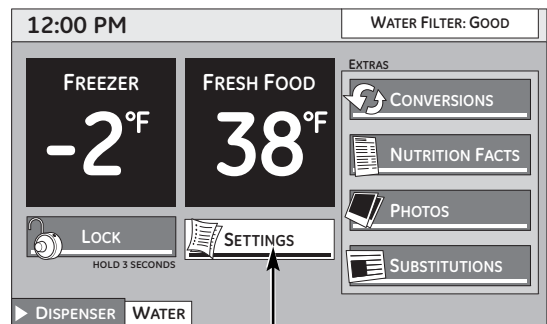 12:00 PM
WATER FILTER: GOOD
FREEZER
-2°F
FRESH FOOD
38°F
EXTRAS
CONVERSIONS
NUTRITION FACTS
PHOTOS
SUBSTITUTIONS
LOCK
HOLD 3 SECONDS
SETTINGS
DISPENSER
WATER